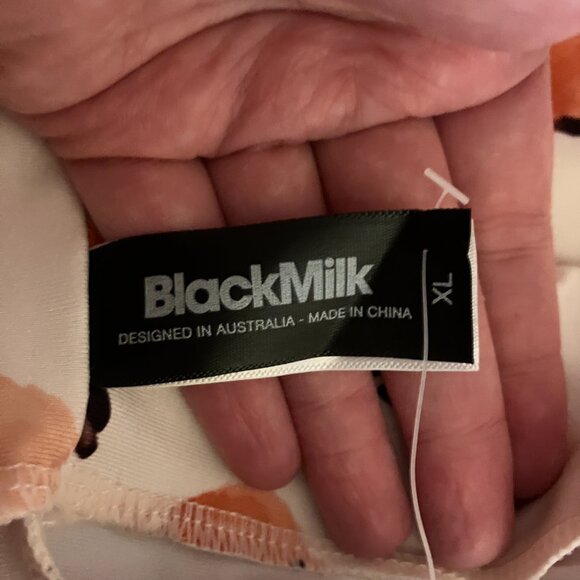 BlackMilk
DESIGNED IN AUSTRALIA - MADE IN CHINA
XL